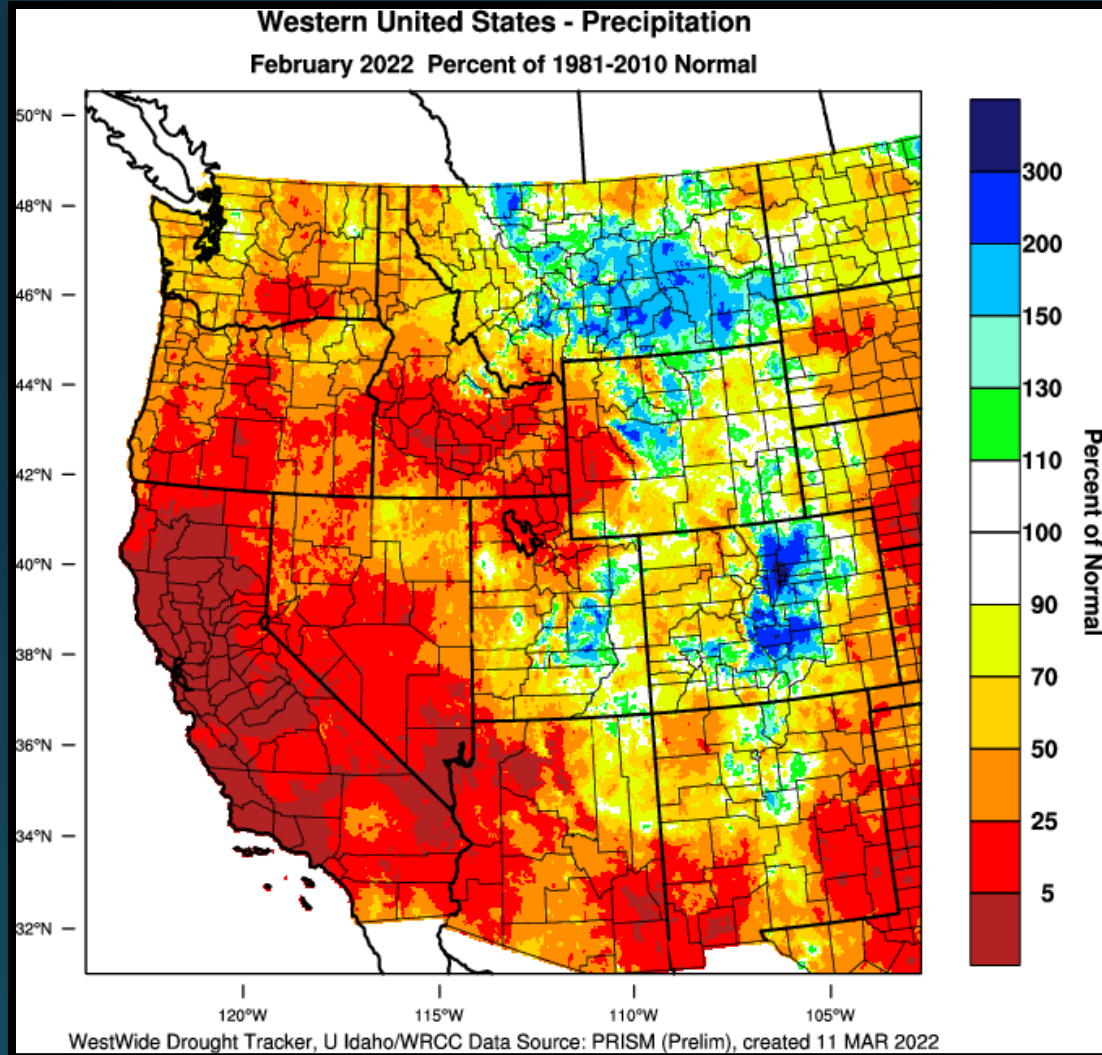 Western United States - Precipitation
February 2022 Percent of 1981-2010 Normal
50°N
48°N
46°N
44°N
42°N
40°N
38°N
36°N
34°N
32°N
120°W
115°W
110°W
105°W
300
200
150
130
110
100
90
70
50
25
5
Percent of Normal
WestWide Drought Tracker, U Idaho/WRCC Data Source: PRISM (Prelim), created 11 MAR 2022